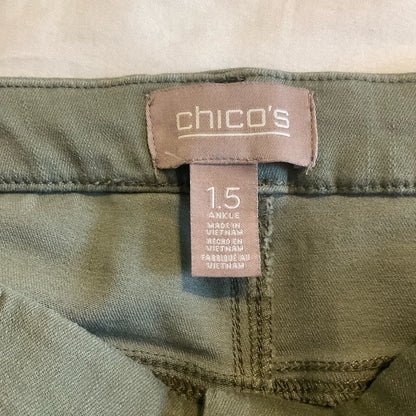 chico's
1.5
ANKLE
MADE IN
VIETNAM
HECHO EN
VIETNAM
FABRIQUÉ AU
VIETNAM